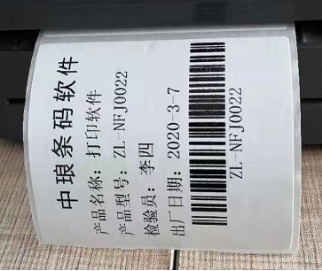 中琅条码软件
产品名称：打印软件
产品型号：ZL-NFJ0022
检验员：李四
出厂日期：2020-3-7
ZL-NFJ0022